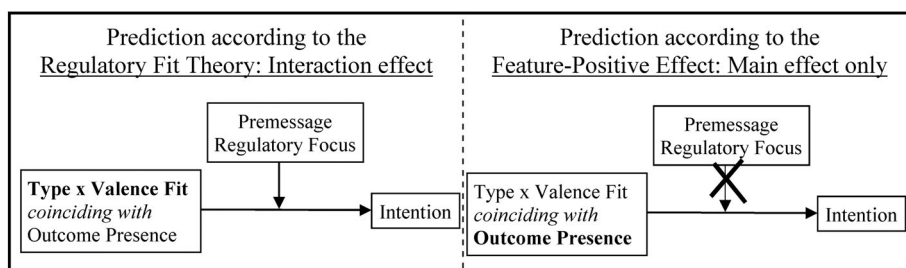 Prediction according to the
Regulatory Fit Theory: Interaction effect
Premessage
Regulatory Focus
Type x Valence Fit
coinciding with
Outcome Presence
Intention
Prediction according to the
Feature-Positive Effect: Main effect only
Premessage
Regulatory Focus
Type x Valence Fit
coinciding with
Outcome Presence
Intention